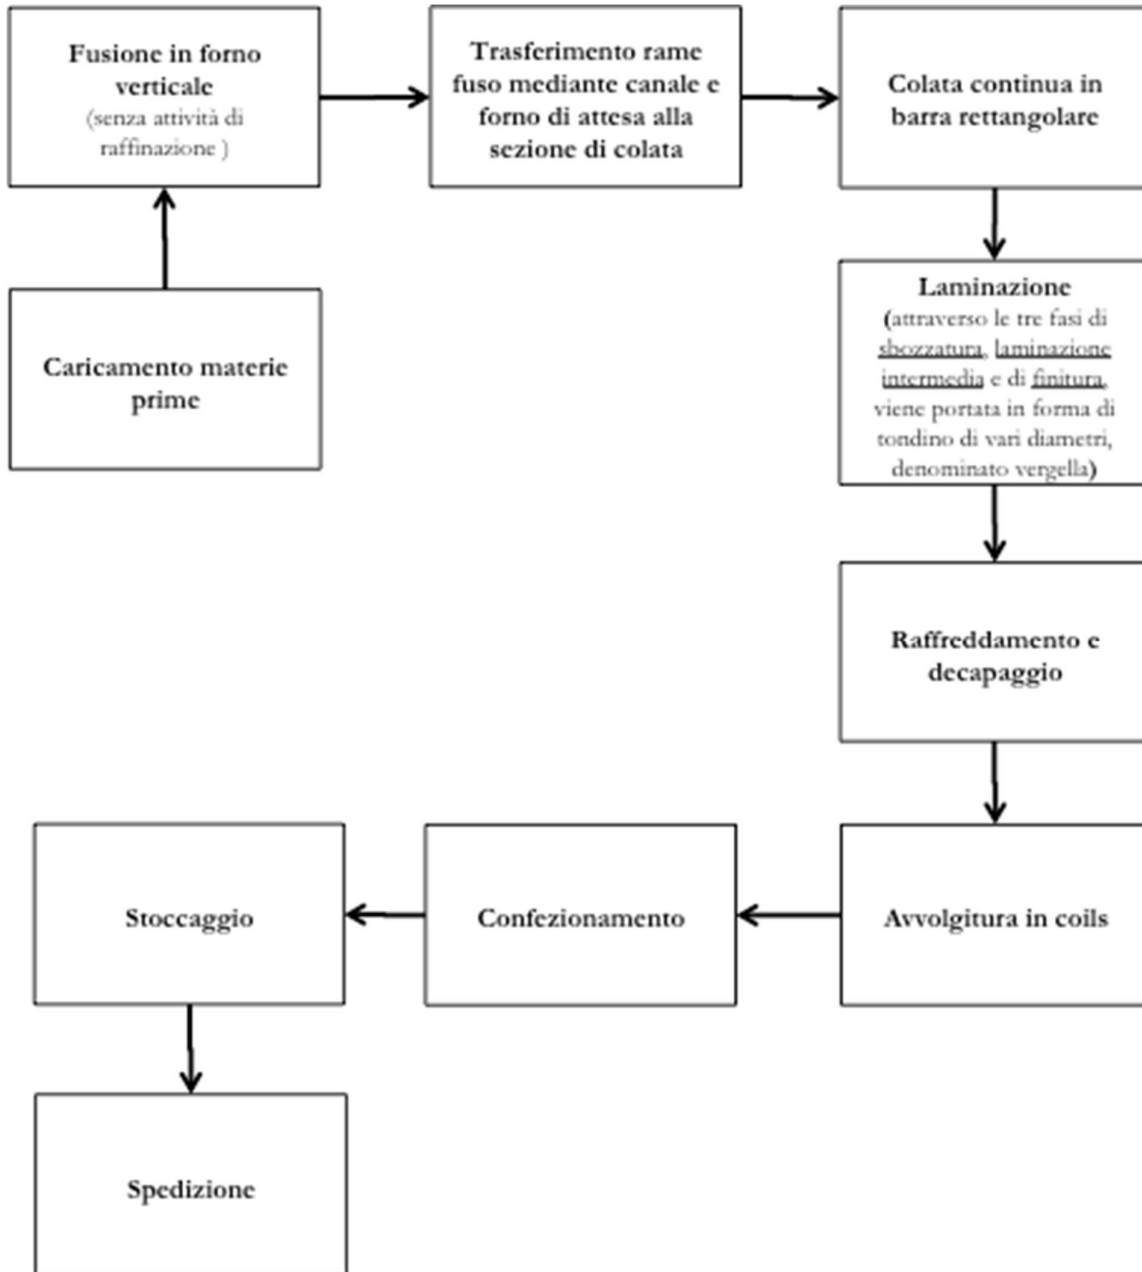 Fusione in forno
verticale
(senza attività di
raffinazione )
Trasferimento rame
fuso mediante canale e
forno di attesa alla
sezione di colata
Colata continua in
barra rettangolare
Caricamento materie
prime
Laminazione
(attraverso le tre fasi di
sbozzatura, laminazione
intermedia e di finitura,
viene portata in forma di
tondino di vari diametri,
denominato vergella)
Raffreddamento e
decapaggio
Avvolgitura in coils
Confezionamento
Stoccaggio
Spedizione